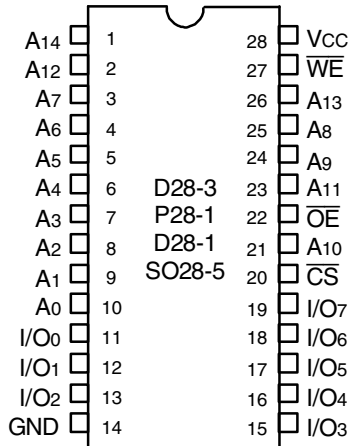 A14 1 28 VCC
A12 2 27 W̅E̅
A7 3 26 A13
A6 4 25 A8
A5 5 24 A9
A4 6 D28-3 23 A11
A3 7 P28-1 22 O̅E̅
A2 8 D28-1 21 A10
A1 9 SO28-5 20 C̅S̅
A0 10 19 I/O7
I/O0 11 18 I/O6
I/O1 12 17 I/O5
I/O2 13 16 I/O4
GND 14 15 I/O3